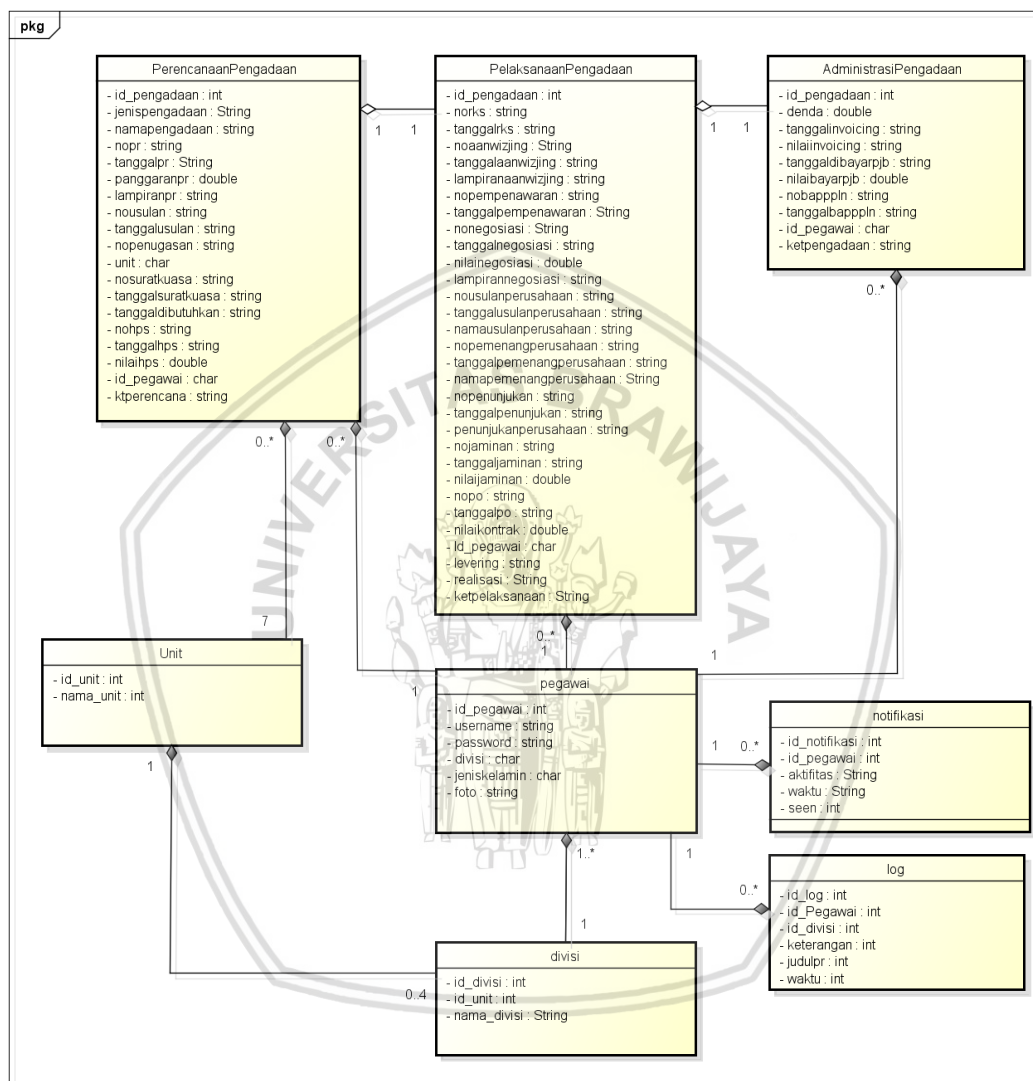 pkg
PerencanaanPengadaan
- id_pengadaan : int
- jenispengadaan : String
- namapengadaan : string
- nopr : string
- tanggalpr : String
- panggaranpr : double
- lampiranpr : string
- nousulan : string
- tanggalusulan : string
- nopenugasan : string
- unit : char
- nosuratkuasa : string
- tanggalsuratkuasa : string
- tanggaldibutuhkan : string
- nohps : string
- tanggalhps : string
- nilaihps : double
- id_pegawai : char
- ktperencana : string
1
1
PelaksanaanPengadaan
- id_pengadaan : int
- norks : string
- tanggalrks : string
- noaanwizjing : String
- tanggalaanwizjing : string
- lampiranaanwizjing : string
- nopempenawaran : string
- tanggalpempenawaran : String
- nonegosiasi : String
- tanggalnegosiasi : string
- nilainegosiasi : double
- lampirannegosiasi : string
- nousulanperusahaan : string
- tanggalusulanperusahaan : string
- namausulanperusahaan : string
- nopemenangperusahaan : string
- tanggalpemenangperusahaan : string
- namapemenangperusahaan : String
- nopenunjukan : string
- tanggalpenunjukan : string
- penunjukanperusahaan : string
- nojaminan : string
- tanggaljaminan : string
- nilaijaminan : double
- nopo : string
- tanggalpo : string
- nilaikontrak : double
- Id_pegawai : char
- levering : string
- realisasi : String
- ketpelaksanaan : String
1
1
AdministrasiPengadaan
- id_pengadaan : int
- denda : double
- tanggalinvoicing : string
- nilaiinvoicing : string
- tanggaldibayarpjb : string
- nilaibayarpjb : double
- nobapppln : string
- tanggalbapppln : string
- id_pegawai : char
- ketpengadaan : string
0..*
0..*
0..*
UNIVERSITAS BRAWIJAYA
7
0..*
1
1
1
Unit
- id_unit : int
- nama_unit : int
pegawai
- id_pegawai : int
- username : string
- password : string
- divisi : char
- jeniskelamin : char
- foto : string
notifikasi
- id_notifikasi : int
- id_pegawai : int
- aktifitas : String
- waktu : String
- seen : int
1
0..*
1
1..*
1
0..*
log
- id_log : int
- id_Pegawai : int
- id_divisi : int
- keterangan : int
- judulpr : int
- waktu : int
1
0..4
divisi
- id_divisi : int
- id_unit : int
- nama_divisi : String